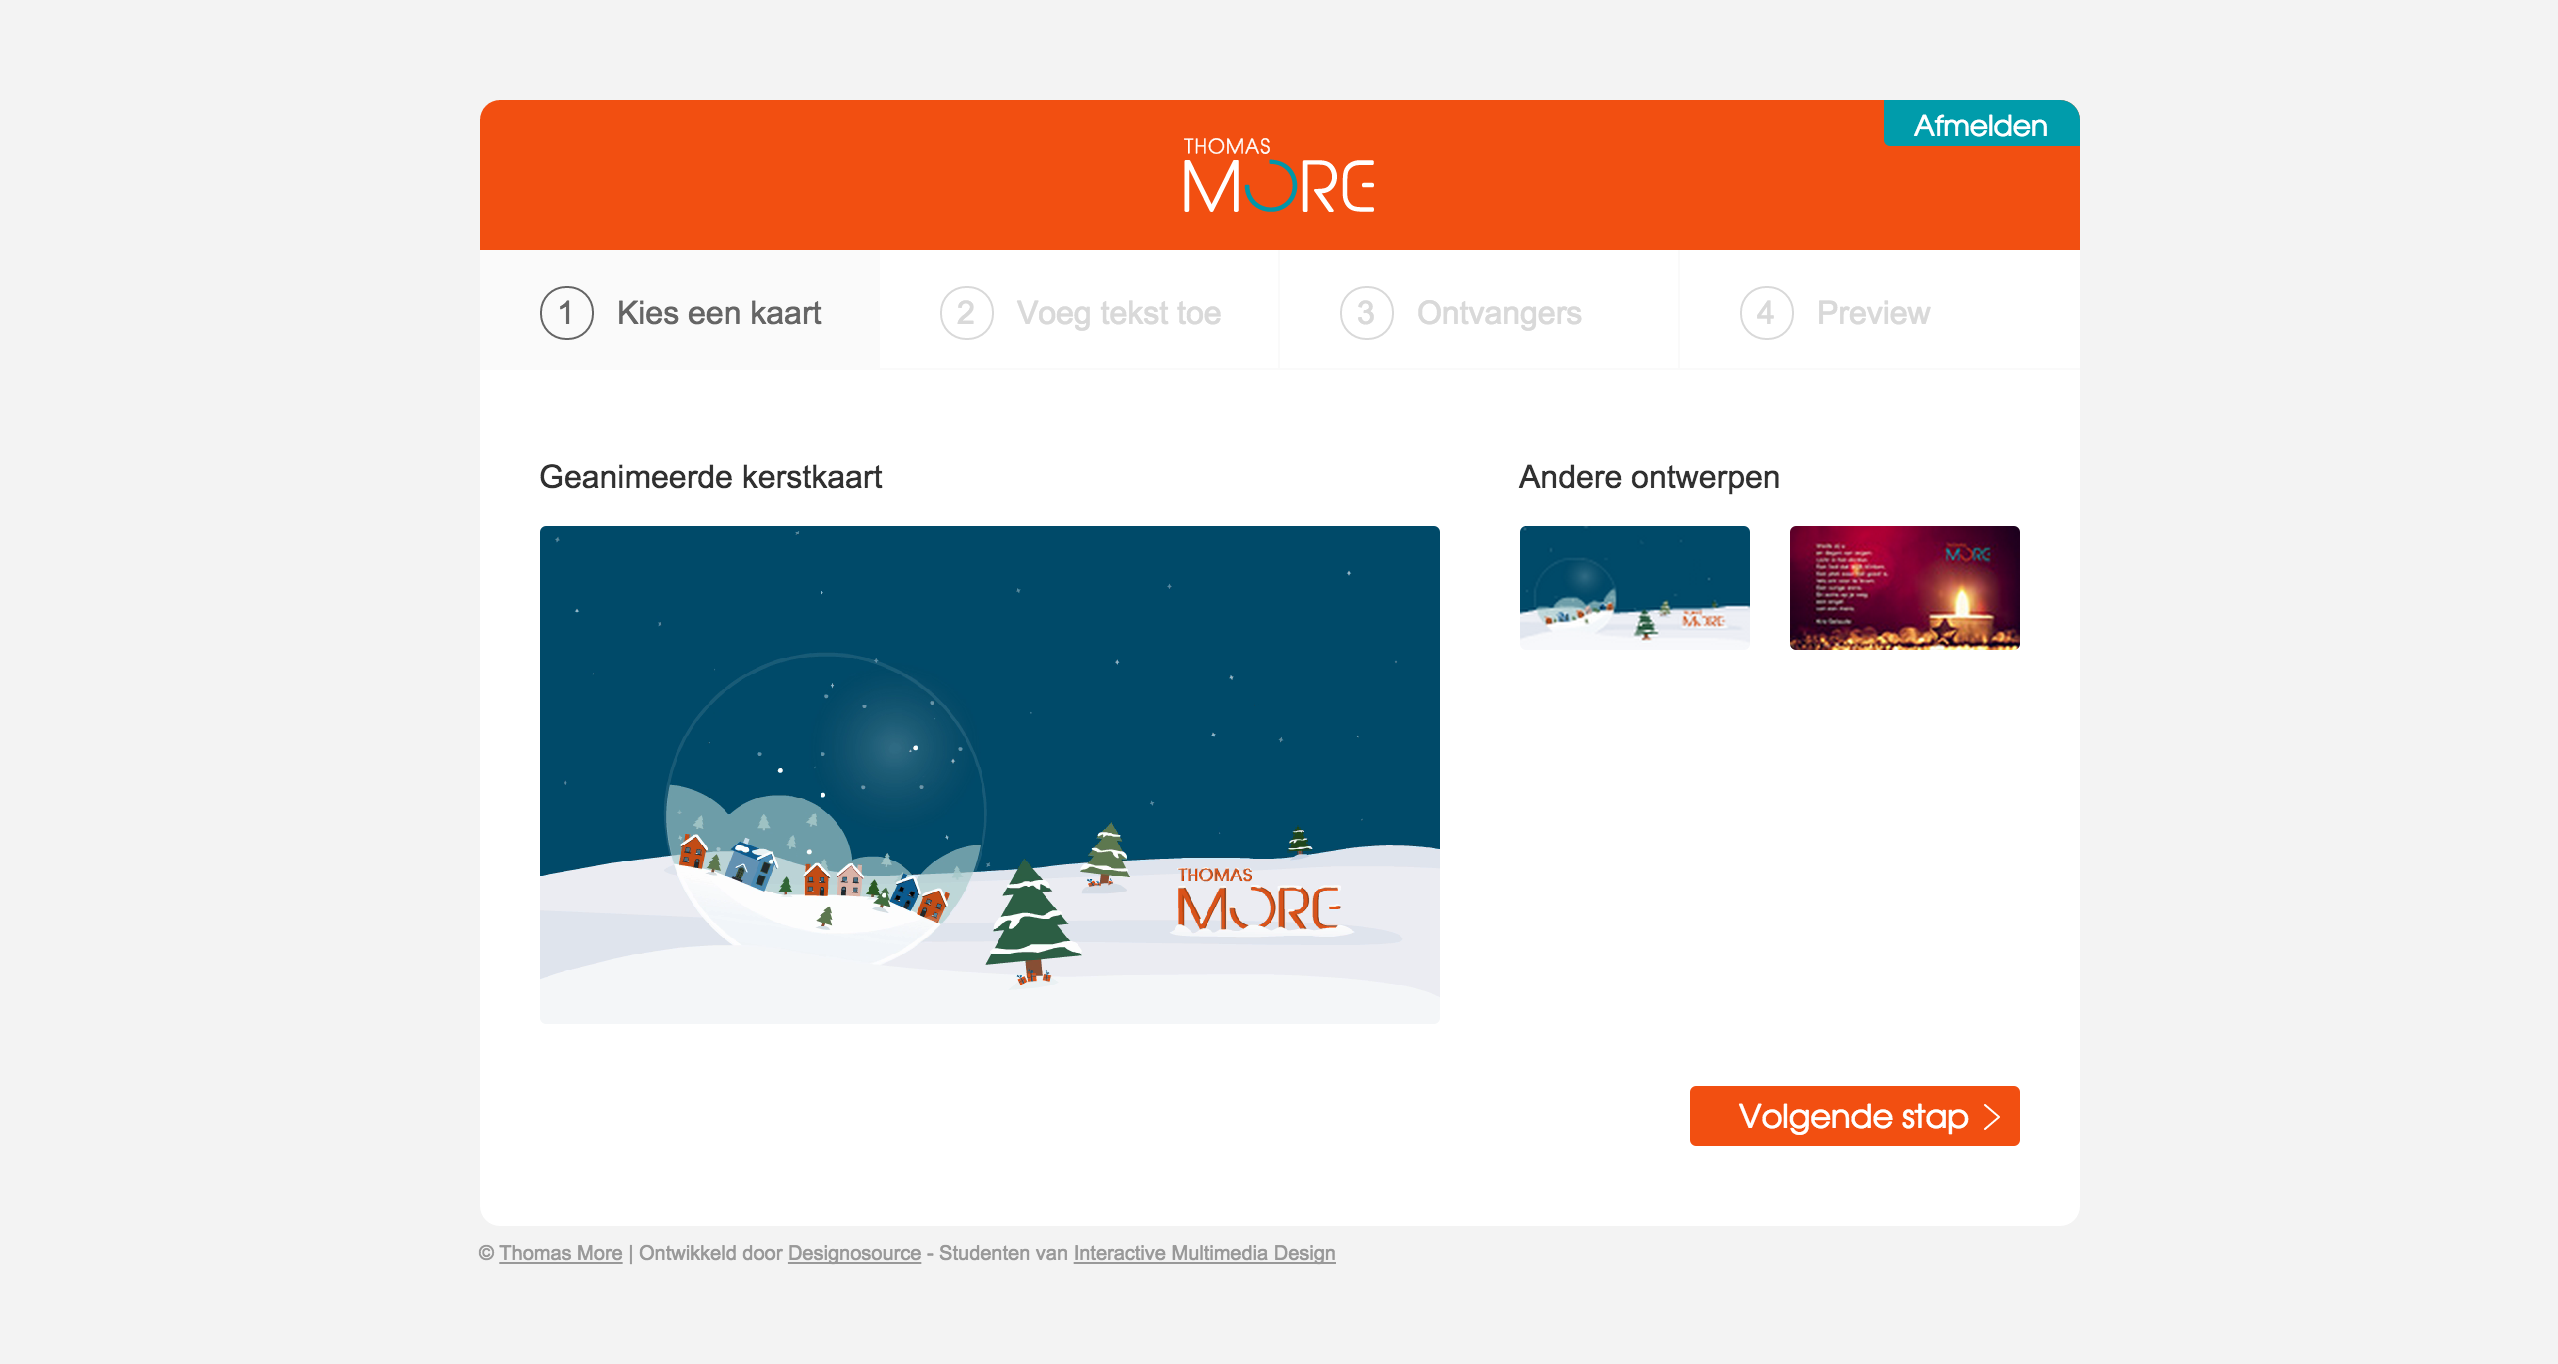 Afmelden
THOMAS
MORE
1 Kies een kaart
2 Voeg tekst toe
3 Ontvangers
4 Preview
Geanimeerde kerstkaart
Andere ontwerpen
THOMAS
MORE
MORE
MORE
Volgende stap
© Thomas More | Ontwikkeld door Designosource - Studenten van Interactive Multimedia Design